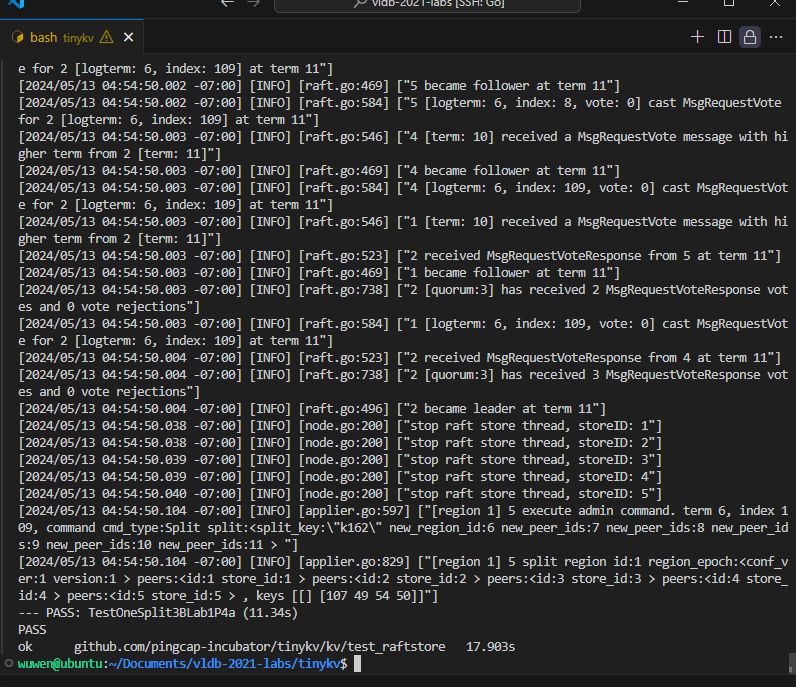 vldb-2021-labs [SSH: Go]
bash tinykv
e for 2 [logterm: 6, index: 109] at term 11"]
[2024/05/13 04:54:50.002 -07:00] [INFO] [raft.go:469] ["5 became follower at term 11"]
[2024/05/13 04:54:50.002 -07:00] [INFO] [raft.go:584] ["5 [logterm: 6, index: 8, vote: 0] cast MsgRequestVote
for 2 [logterm: 6, index: 109] at term 11"]
[2024/05/13 04:54:50.003 -07:00] [INFO] [raft.go:546] ["4 [term: 10] received a MsgRequestVote message with hi
gher term from 2 [term: 11]"]
[2024/05/13 04:54:50.003 -07:00] [INFO] [raft.go:469] ["4 became follower at term 11"]
[2024/05/13 04:54:50.003 -07:00] [INFO] [raft.go:584] ["4 [logterm: 6, index: 109, vote: 0] cast MsgRequestVot
e for 2 [logterm: 6, index: 109] at term 11"]
[2024/05/13 04:54:50.003 -07:00] [INFO] [raft.go:546] ["1 [term: 10] received a MsgRequestVote message with hi
gher term from 2 [term: 11]"]
[2024/05/13 04:54:50.003 -07:00] [INFO] [raft.go:523] ["2 received MsgRequestVoteResponse from 5 at term 11"]
[2024/05/13 04:54:50.003 -07:00] [INFO] [raft.go:469] ["1 became follower at term 11"]
[2024/05/13 04:54:50.003 -07:00] [INFO] [raft.go:738] ["2 [quorum:3] has received 2 MsgRequestVoteResponse vot
es and 0 vote rejections"]
[2024/05/13 04:54:50.003 -07:00] [INFO] [raft.go:584] ["1 [logterm: 6, index: 109, vote: 0] cast MsgRequestVot
e for 2 [logterm: 6, index: 109] at term 11"]
[2024/05/13 04:54:50.004 -07:00] [INFO] [raft.go:523] ["2 received MsgRequestVoteResponse from 4 at term 11"]
[2024/05/13 04:54:50.004 -07:00] [INFO] [raft.go:738] ["2 [quorum:3] has received 3 MsgRequestVoteResponse vot
es and 0 vote rejections"]
[2024/05/13 04:54:50.004 -07:00] [INFO] [raft.go:496] ["2 became leader at term 11"]
[2024/05/13 04:54:50.038 -07:00] [INFO] [node.go:200] ["stop raft store thread, storeID: 1"]
[2024/05/13 04:54:50.038 -07:00] [INFO] [node.go:200] ["stop raft store thread, storeID: 2"]
[2024/05/13 04:54:50.039 -07:00] [INFO] [node.go:200] ["stop raft store thread, storeID: 3"]
[2024/05/13 04:54:50.039 -07:00] [INFO] [node.go:200] ["stop raft store thread, storeID: 4"]
[2024/05/13 04:54:50.040 -07:00] [INFO] [node.go:200] ["stop raft store thread, storeID: 5"]
[2024/05/13 04:54:50.104 -07:00] [INFO] [applier.go:597] ["[region 1] 5 execute admin command. term 6, index 1
09, command cmd_type:Split split:<split_key:\"k162\" new_region_id:6 new_peer_ids:7 new_peer_ids:8 new_peer_id
s:9 new_peer_ids:10 new_peer_ids:11 > "]
[2024/05/13 04:54:50.104 -07:00] [INFO] [applier.go:829] ["[region 1] 5 split region id:1 region_epoch:<conf_v
er:1 version:1 > peers:<id:1 store_id:1 > peers:<id:2 store_id:2 > peers:<id:3 store_id:3 > peers:<id:4 store_
id:4 > peers:<id:5 store_id:5 > , keys [[] [107 49 54 50]]"]
--- PASS: TestOneSplit3BLab1P4a (11.34s)
PASS
ok github.com/pingcap-incubator/tinykv/kv/test_raftstore 17.903s
wuwen@ubuntu:~/Documents/vldb-2021-labs/tinykv$